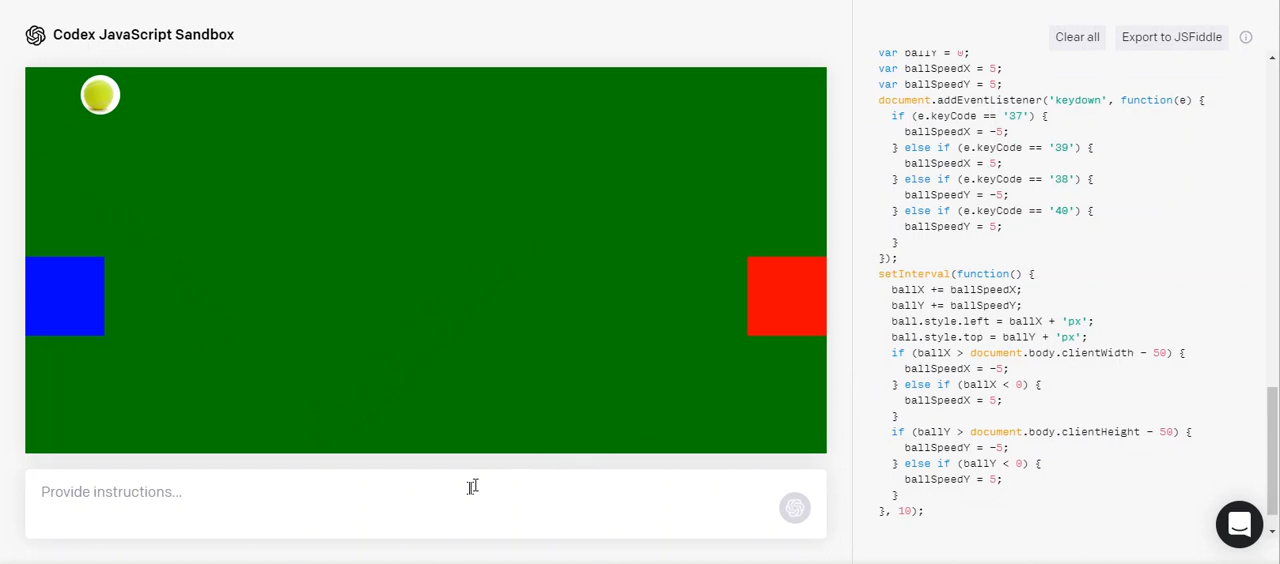 Codex JavaScript Sandbox
Clear all
Export to JSFiddle
var ballY = 0;
var ballSpeedX = 5;
var ballSpeedY = 5;
document.addEventListener('keydown', function(e) {
if (e.keyCode == '37') {
ballSpeedX = -5;
} else if (e.keyCode == '39') {
ballSpeedX = 5;
} else if (e.keyCode == '38') {
ballSpeedY = -5;
} else if (e.keyCode == '40') {
ballSpeedY = 5;
}
});
setInterval(function() {
ballX += ballSpeedX;
ballY += ballSpeedY;
ball.style.left = ballX + 'px';
ball.style.top = ballY + 'px';
if (ballX > document.body.clientWidth - 50) {
ballSpeedX = -5;
} else if (ballX < 0) {
ballSpeedX = 5;
}
if (ballY > document.body.clientHeight - 50) {
ballSpeedY = -5;
} else if (ballY < 0) {
ballSpeedY = 5;
}
}, 10);
Provide instructions...